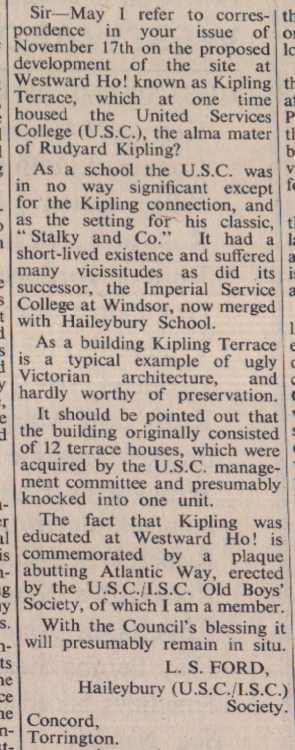 Sir—May I refer to corres-
pondence in your issue of
November 17th on the proposed
development of the site at
Westward Ho! known as Kipling
Terrace, which at one time
housed the United Services
College (U.S.C.), the alma mater
of Rudyard Kipling?
As a school the U.S.C. was
in no way significant except
for the Kipling connection, and
as the setting for his classic,
“ Stalky and Co.” It had a
short-lived existence and suffered
many vicissitudes as did its
successor, the Imperial Service
College at Windsor, now merged
with Haileybury School.
As a building Kipling Terrace
is a typical example of ugly
Victorian architecture, and
hardly worthy of preservation.
It should be pointed out that
the building originally consisted
of 12 terrace houses, which were
acquired by the U.S.C. manage-
ment committee and presumably
knocked into one unit.
The fact that Kipling was
educated at Westward Ho! is
commemorated by a plaque
abutting Atlantic Way, erected
by the U.S.C./I.S.C. Old Boys'
Society, of which I am a member.
With the Council's blessing it
will presumably remain in situ.
L. S. FORD,
Haileybury (U.S.C./I.S.C.)
Society.
Concord,
Torrington.